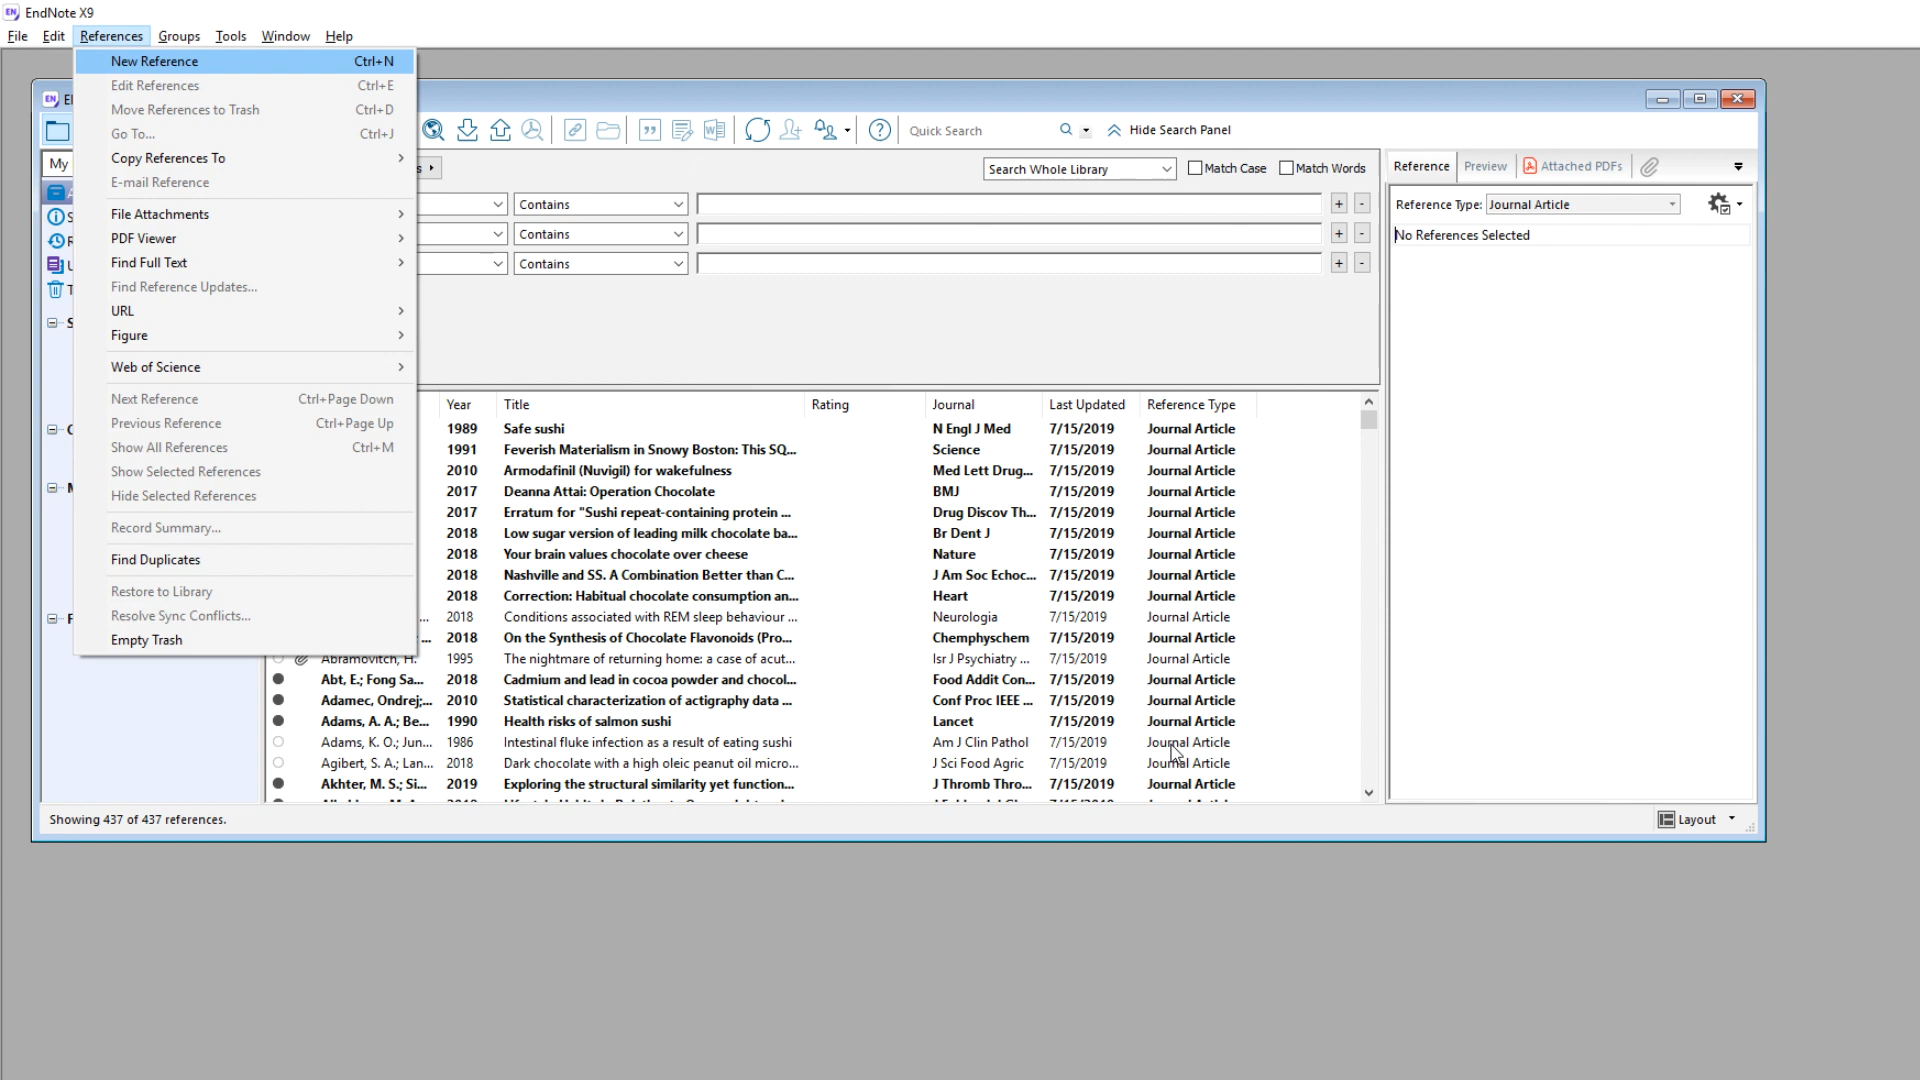 EndNote X9
File Edit References Groups Tools Window Help
New Reference Ctrl+N
Edit References Ctrl+E
Move References to Trash Ctrl+D
Go To... Ctrl+J
Copy References To
E-mail Reference
File Attachments
PDF Viewer
Find Full Text
Find Reference Updates...
URL
Figure
Web of Science
Next Reference Ctrl+Page Down
Previous Reference Ctrl+Page Up
Show All References Ctrl+M
Show Selected References
Hide Selected References
Record Summary...
Find Duplicates
Restore to Library
Resolve Sync Conflicts...
Empty Trash
Quick Search Hide Search Panel
My
Search Whole Library Match Case Match Words
Contains
Contains
Contains
Reference Preview Attached PDFs
Reference Type: Journal Article
No References Selected
Year Title Rating Journal Last Updated Reference Type
1989 Safe sushi N Engl J Med 7/15/2019 Journal Article
1991 Feverish Materialism in Snowy Boston: This SQ... Science 7/15/2019 Journal Article
2010 Armodafinil (Nuvigil) for wakefulness Med Lett Drug... 7/15/2019 Journal Article
2017 Deanna Attai: Operation Chocolate BMJ 7/15/2019 Journal Article
2017 Erratum for "Sushi repeat-containing protein ... Drug Discov Th... 7/15/2019 Journal Article
2018 Low sugar version of leading milk chocolate ba... Br Dent J 7/15/2019 Journal Article
2018 Your brain values chocolate over cheese Nature 7/15/2019 Journal Article
2018 Nashville and SS. A Combination Better than C... J Am Soc Echoc... 7/15/2019 Journal Article
2018 Correction: Habitual chocolate consumption an... Heart 7/15/2019 Journal Article
... 2018 Conditions associated with REM sleep behaviour ... Neurologia 7/15/2019 Journal Article
... 2018 On the Synthesis of Chocolate Flavonoids (Pro... Chemphyschem 7/15/2019 Journal Article
Abramovitch, H. 1995 The nightmare of returning home: a case of acut... Isr J Psychiatry ... 7/15/2019 Journal Article
Abt, E.; Fong Sa... 2018 Cadmium and lead in cocoa powder and chocol... Food Addit Con... 7/15/2019 Journal Article
Adamec, Ondrej;... 2010 Statistical characterization of actigraphy data ... Conf Proc IEEE ... 7/15/2019 Journal Article
Adams, A. A.; Be... 1990 Health risks of salmon sushi Lancet 7/15/2019 Journal Article
Adams, K. O.; Jun... 1986 Intestinal fluke infection as a result of eating sushi Am J Clin Pathol 7/15/2019 Journal Article
Agibert, S. A.; Lan... 2018 Dark chocolate with a high oleic peanut oil micro... J Sci Food Agric 7/15/2019 Journal Article
Akhter, M. S.; Si... 2019 Exploring the structural similarity yet function... J Thromb Thro... 7/15/2019 Journal Article
Showing 437 of 437 references. Layout